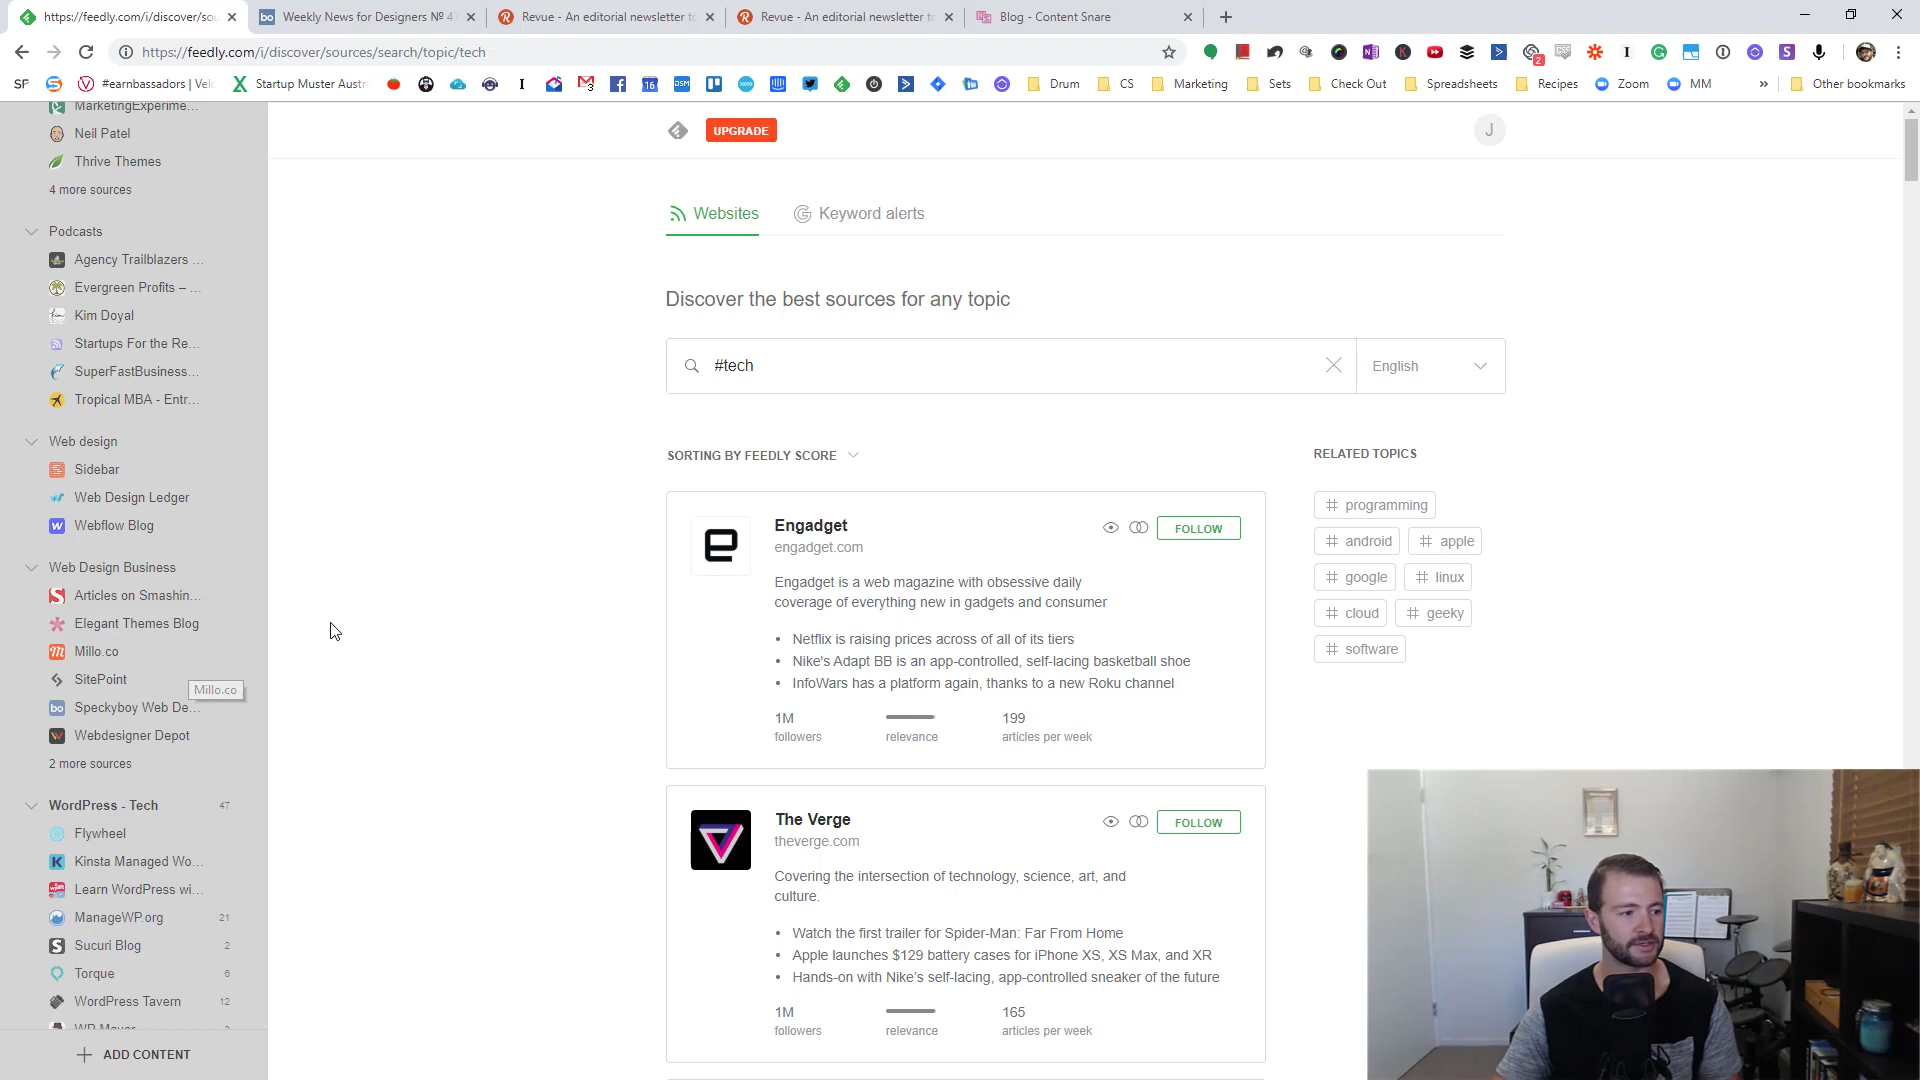 https://feedly.com/i/discover/sou
Weekly News for Designers № 47
Revue - An editorial newsletter to
Revue - An editorial newsletter to
Blog - Content Snare
https://feedly.com/i/discover/sources/search/topic/tech
SF
#earnbassadors | Velo
Startup Muster Austr
Drum
CS
Marketing
Sets
Check Out
Spreadsheets
Recipes
Zoom
MM
Other bookmarks
MarketingExperime...
Neil Patel
Thrive Themes
4 more sources
Podcasts
Agency Trailblazers ...
Evergreen Profits – ...
Kim Doyal
Startups For the Re...
SuperFastBusiness...
Tropical MBA - Entr...
Web design
Sidebar
Web Design Ledger
Webflow Blog
Web Design Business
Articles on Smashin...
Elegant Themes Blog
Millo.co
SitePoint
Millo.co
Speckyboy Web De...
Webdesigner Depot
2 more sources
WordPress - Tech 47
Flywheel
Kinsta Managed Wo...
Learn WordPress wi...
ManageWP.org 21
Sucuri Blog 2
Torque 6
WordPress Tavern 12
WP Mayor 2
ADD CONTENT
UPGRADE
J
Websites
Keyword alerts
Discover the best sources for any topic
#tech
English
SORTING BY FEEDLY SCORE
RELATED TOPICS
# programming
# android # apple
# google # linux
# cloud # geeky
# software
Engadget
FOLLOW
engadget.com
Engadget is a web magazine with obsessive daily
coverage of everything new in gadgets and consumer
• Netflix is raising prices across of all of its tiers
• Nike's Adapt BB is an app-controlled, self-lacing basketball shoe
• InfoWars has a platform again, thanks to a new Roku channel
1M 199
followers relevance articles per week
The Verge
FOLLOW
theverge.com
Covering the intersection of technology, science, art, and
culture.
• Watch the first trailer for Spider-Man: Far From Home
• Apple launches $129 battery cases for iPhone XS, XS Max, and XR
• Hands-on with Nike's self-lacing, app-controlled sneaker of the future
1M 165
followers relevance articles per week